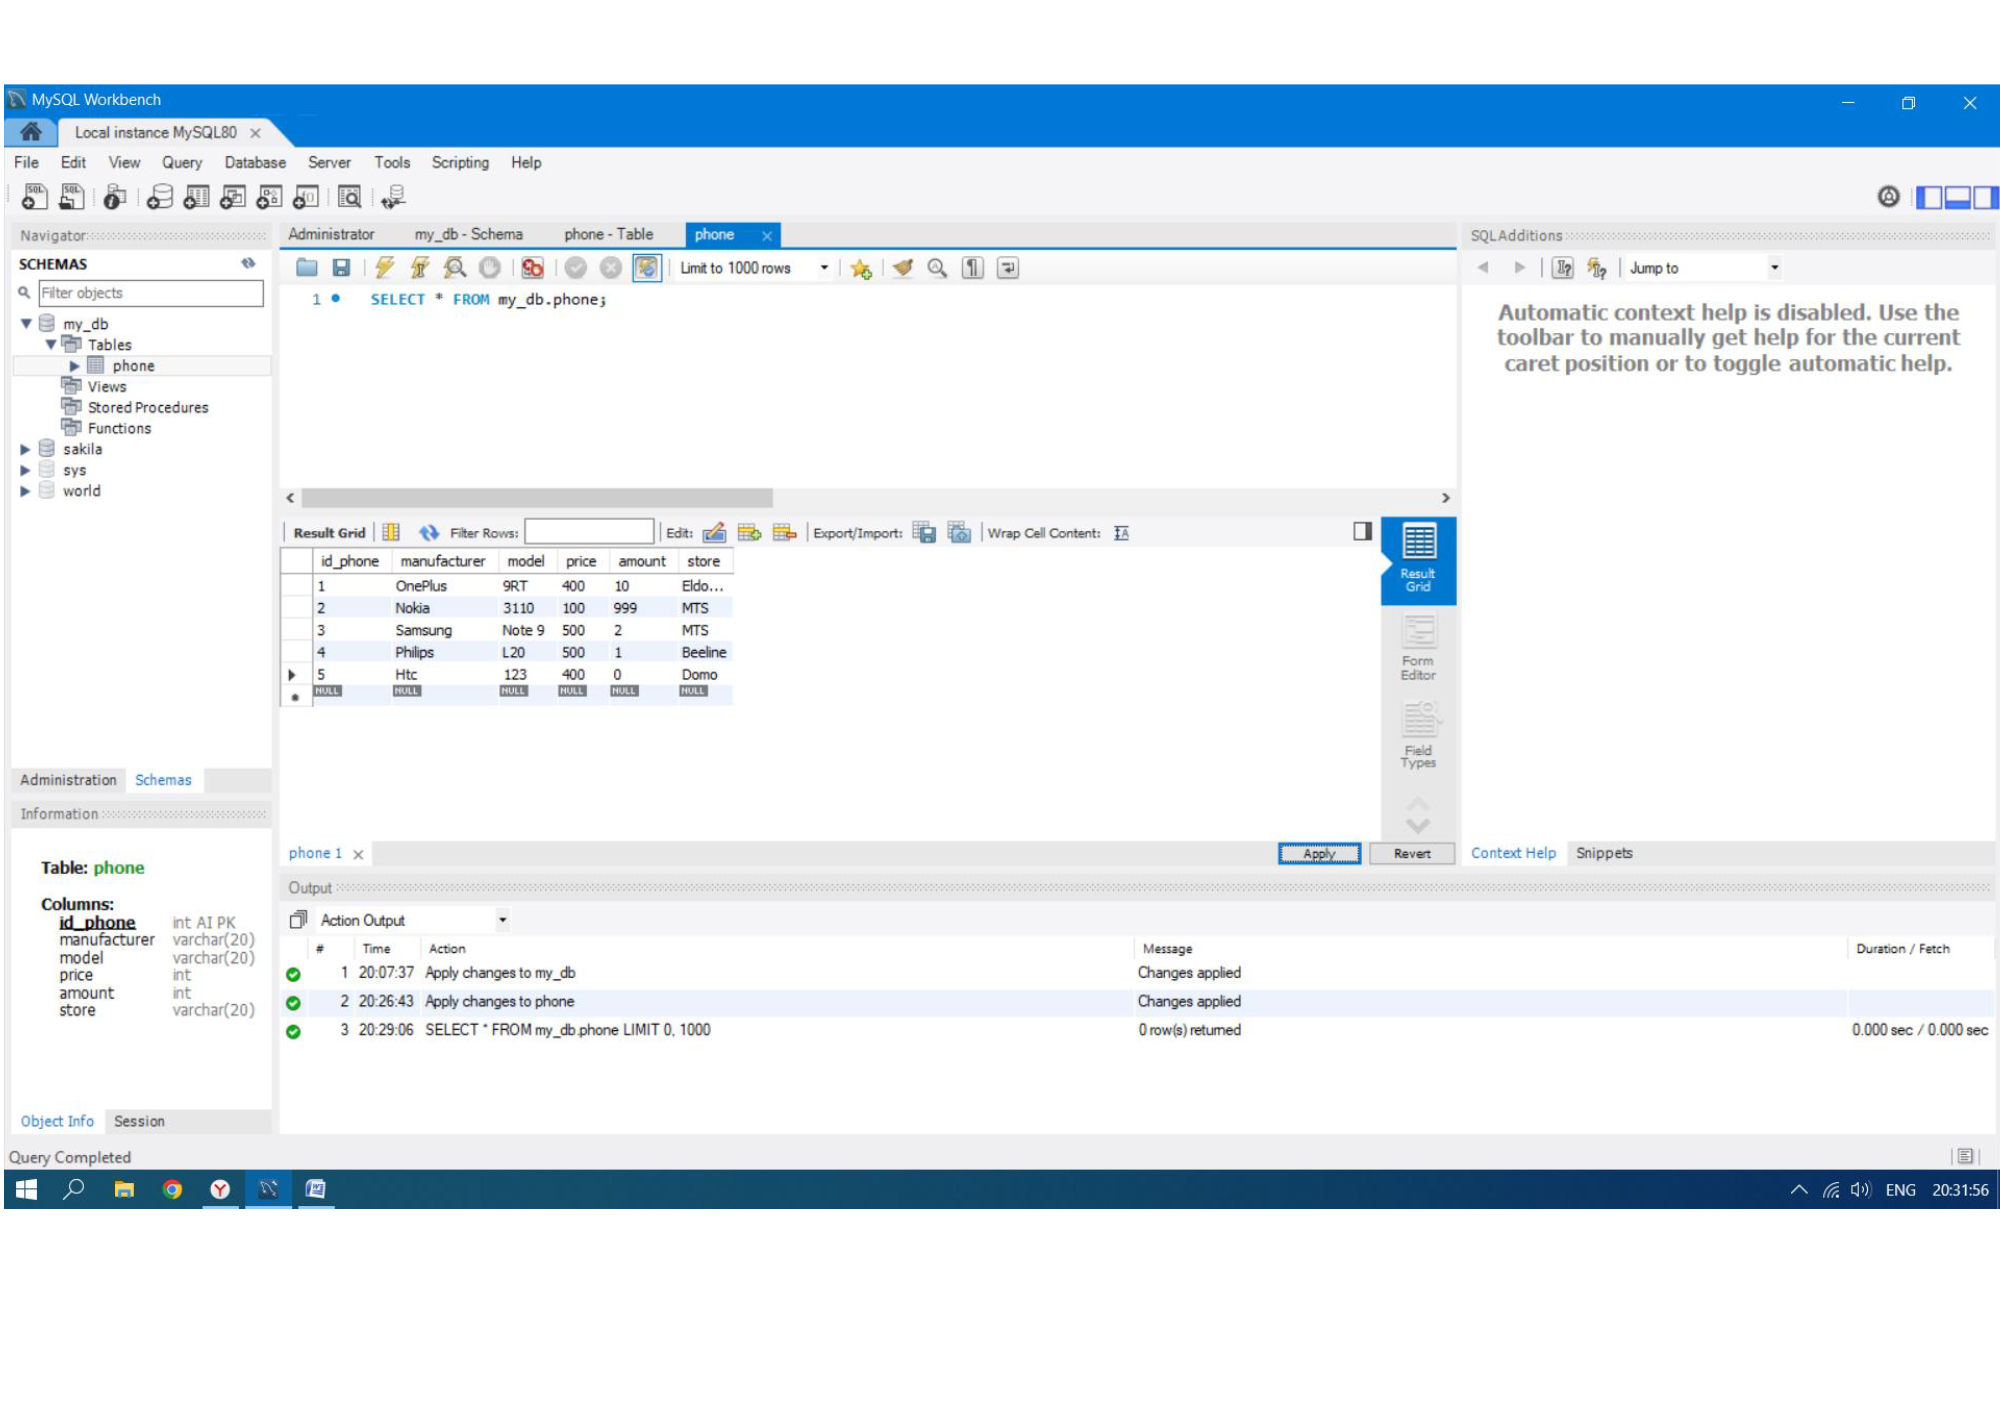 MySQL Workbench
Local instance MySQL80
File Edit View Query Database Server Tools Scripting Help
Navigator
SCHEMAS
Filter objects
my_db
Tables
phone
Views
Stored Procedures
Functions
sakila
sys
world
Administration Schemas
Information
Table: phone
Columns:
id_phone int AI PK
manufacturer varchar(20)
model varchar(20)
price int
amount int
store varchar(20)
Object Info Session
Administrator my_db - Schema phone - Table phone
Limit to 1000 rows
1 SELECT * FROM my_db.phone;
Result Grid Filter Rows: Edit: Export/Import: Wrap Cell Content:
id_phone manufacturer model price amount store
1 OnePlus 9RT 400 10 Eldo...
2 Nokia 3110 100 999 MTS
3 Samsung Note 9 500 2 MTS
4 Philips L20 500 1 Beeline
5 Htc 123 400 0 Domo
NULL NULL NULL NULL NULL NULL
Result
Grid
Form
Editor
Field
Types
phone 1 Apply Revert
SQLAdditions
Jump to
Automatic context help is disabled. Use the
toolbar to manually get help for the current
caret position or to toggle automatic help.
Context Help Snippets
Output
Action Output
# Time Action Message Duration / Fetch
1 20:07:37 Apply changes to my_db Changes applied
2 20:26:43 Apply changes to phone Changes applied
3 20:29:06 SELECT * FROM my_db.phone LIMIT 0, 1000 0 row(s) returned 0.000 sec / 0.000 sec
Query Completed
ENG 20:31:56